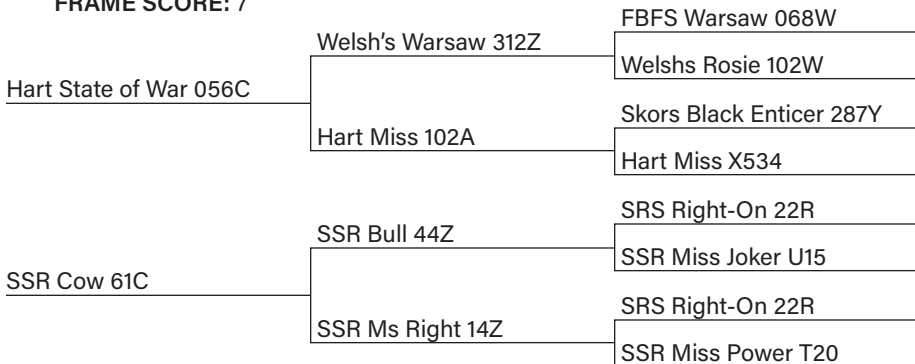 FRAME SCORE: 7
FBFS Warsaw 068W
Welsh's Warsaw 312Z
Welshs Rosie 102W
Hart State of War 056C
Skors Black Enticer 287Y
Hart Miss 102A
Hart Miss X534
SRS Right-On 22R
SSR Bull 44Z
SSR Miss Joker U15
SSR Cow 61C
SRS Right-On 22R
SSR Ms Right 14Z
SSR Miss Power T20